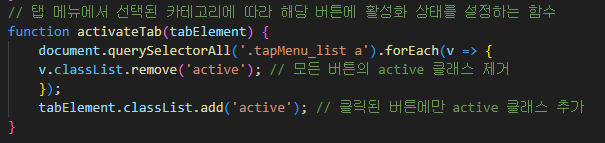 // 탭 메뉴에서 선택된 카테고리에 따라 해당 버튼에 활성화 상태를 설정하는 함수
function activateTab(tabElement) {
document.querySelectorAll('.tapMenu_list a').forEach(v => {
v.classList.remove('active'); // 모든 버튼의 active 클래스 제거
});
tabElement.classList.add('active'); // 클릭된 버튼에만 active 클래스 추가
}